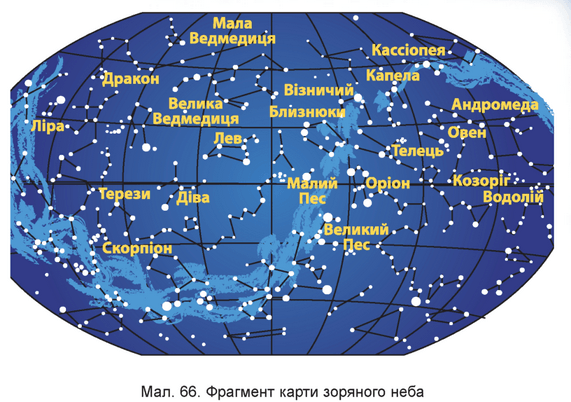 Мала
Ведмедиця
Кассіопея
Дракон
Капела
Візничий
Велика
Ведмедиця
Близнюки
Андромеда
Ліра
Лев
Овен
Телець
Терези
Діва
Малий
Пес
Оріон
Козоріг
Водолій
Скорпіон
Великий
Пес
Мал. 66. Фрагмент карти зоряного неба